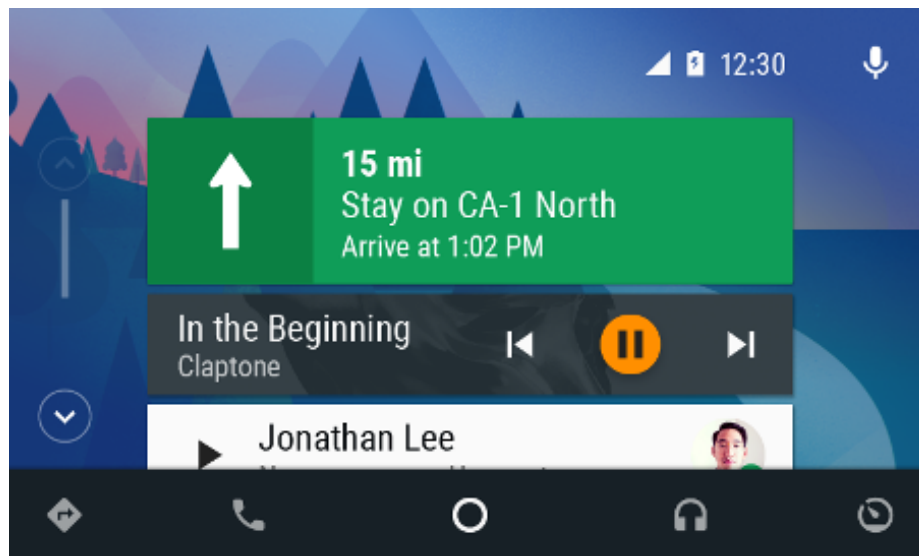 12:30
15 mi
Stay on CA-1 North
Arrive at 1:02 PM
In the Beginning
Claptone
Jonathan Lee